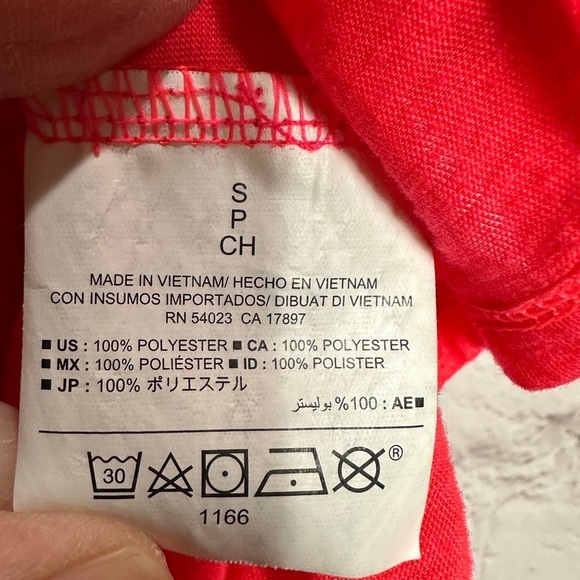 S
P
CH
MADE IN VIETNAM/ HECHO EN VIETNAM
CON INSUMOS IMPORTADOS/ DIBUAT DI VIETNAM
RN 54023 CA 17897
■ US : 100% POLYESTER ■ CA : 100% POLYESTER
■ MX : 100% POLIÉSTER ■ ID : 100% POLISTER
■ JP : 100% ポリエステル
■AE : 100% بوليستر
30 ®
1166